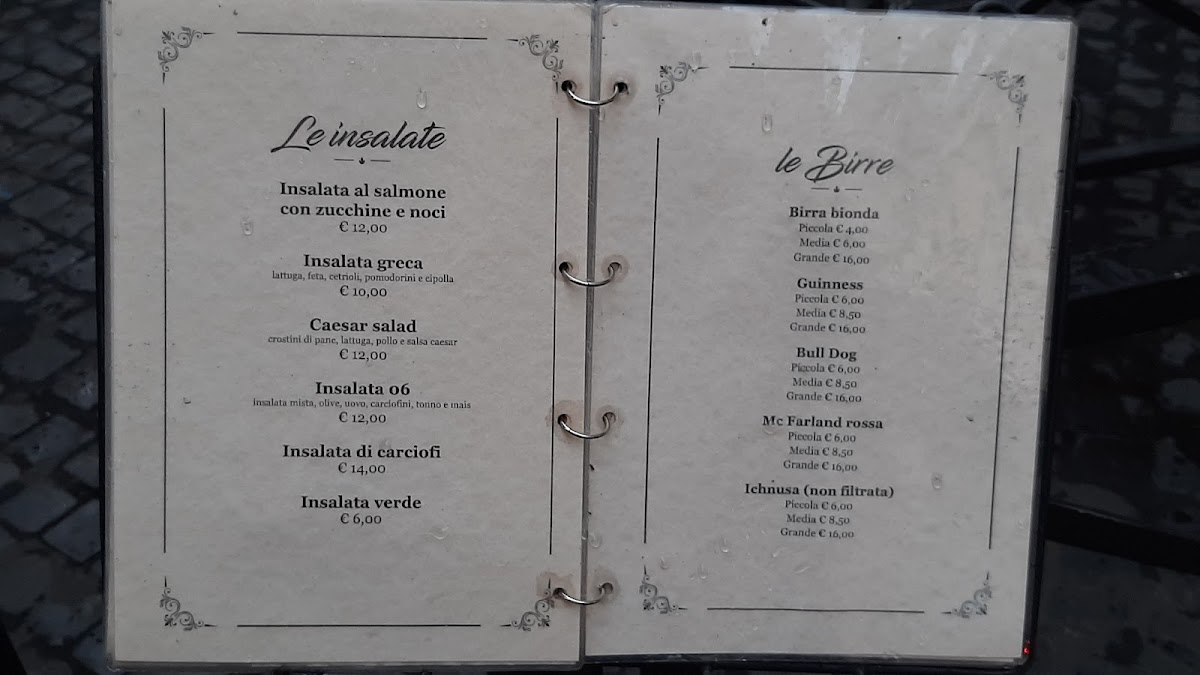 Le insalate
Insalata al salmone
con zucchine e noci
€ 12,00
Insalata greca
lattuga, feta, cetrioli, pomodorini e cipolla
€ 10,00
Caesar salad
crostini di pane, lattuga, pollo e salsa caesar
€ 12,00
Insalata 06
insalata mista, olive, uovo, carciofini, tonno e mais
€ 12,00
Insalata di carciofi
€ 14,00
Insalata verde
€ 6,00
le Birre
Birra bionda
Piccola € 4,00
Media € 6,00
Grande € 16,00
Guinness
Piccola € 6,00
Media € 8,50
Grande € 16,00
Bull Dog
Piccola € 6,00
Media € 8,50
Grande € 16,00
Mc Farland rossa
Piccola € 6,00
Media € 8,50
Grande € 16,00
Ichnusa (non filtrata)
Piccola € 6,00
Media € 8,50
Grande € 16,00